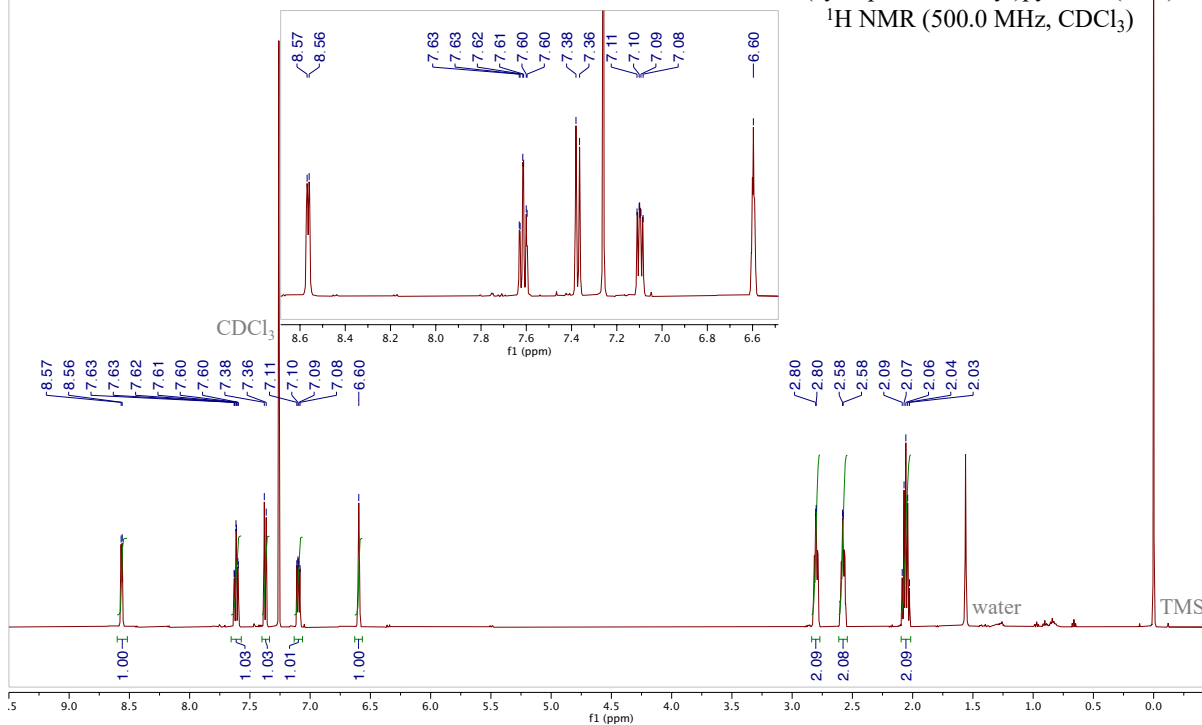 ¹H NMR (500.0 MHz, CDCl₃)
8.57 8.56 7.63 7.63 7.62 7.61 7.60 7.60 7.38 7.36 7.11 7.10 7.09 7.08 6.60
8.6 8.4 8.2 8.0 7.8 7.6 7.4 7.2 7.0 6.8 6.6
f1 (ppm)
CDCl₃
8.57 8.56 7.63 7.63 7.62 7.61 7.60 7.60 7.38 7.36 7.11 7.10 7.09 7.08 6.60 2.80 2.80 2.58 2.58 2.09 2.07 2.06 2.04 2.03
water
TMS
1.00 1.03 1.03 1.01 1.00 2.09 2.08 2.09
.5 9.0 8.5 8.0 7.5 7.0 6.5 6.0 5.5 5.0 4.5 4.0 3.5 3.0 2.5 2.0 1.5 1.0 0.5 0.0
f1 (ppm)